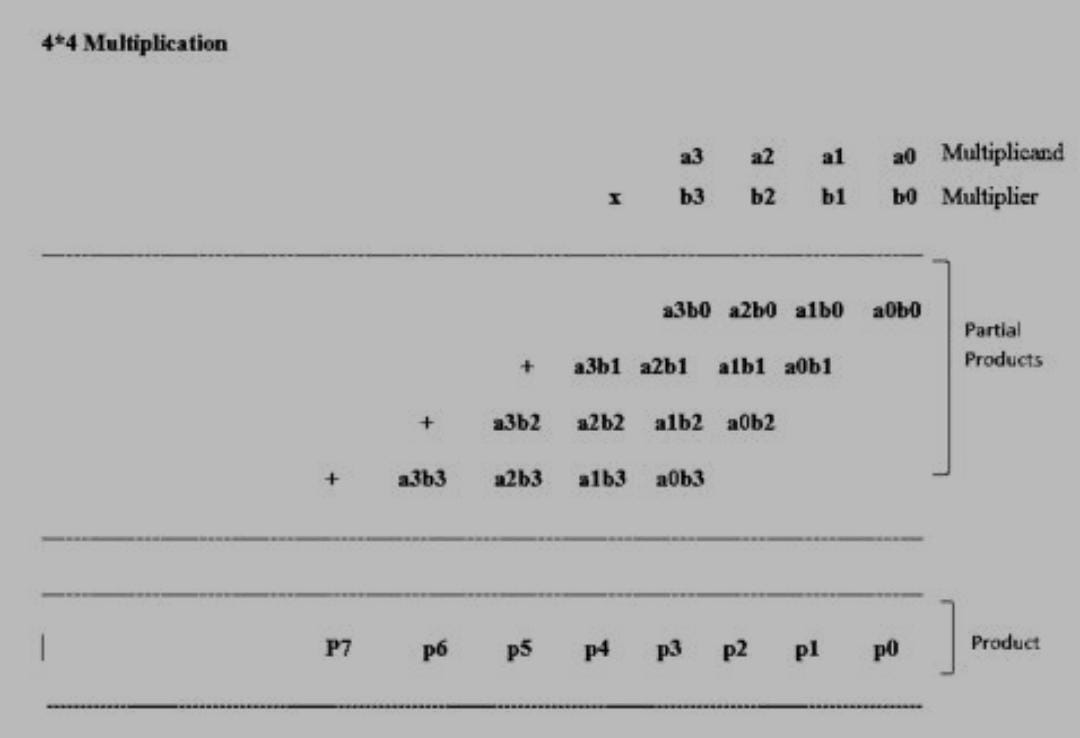 4*4 Multiplication
a3 a2 a1 a0 Multiplicand
x b3 b2 b1 b0 Multiplier
a3b0 a2b0 a1b0 a0b0
Partial
Products
+ a3b1 a2b1 a1b1 a0b1
+ a3b2 a2b2 a1b2 a0b2
+ a3b3 a2b3 a1b3 a0b3
P7 p6 p5 p4 p3 p2 p1 p0 Product